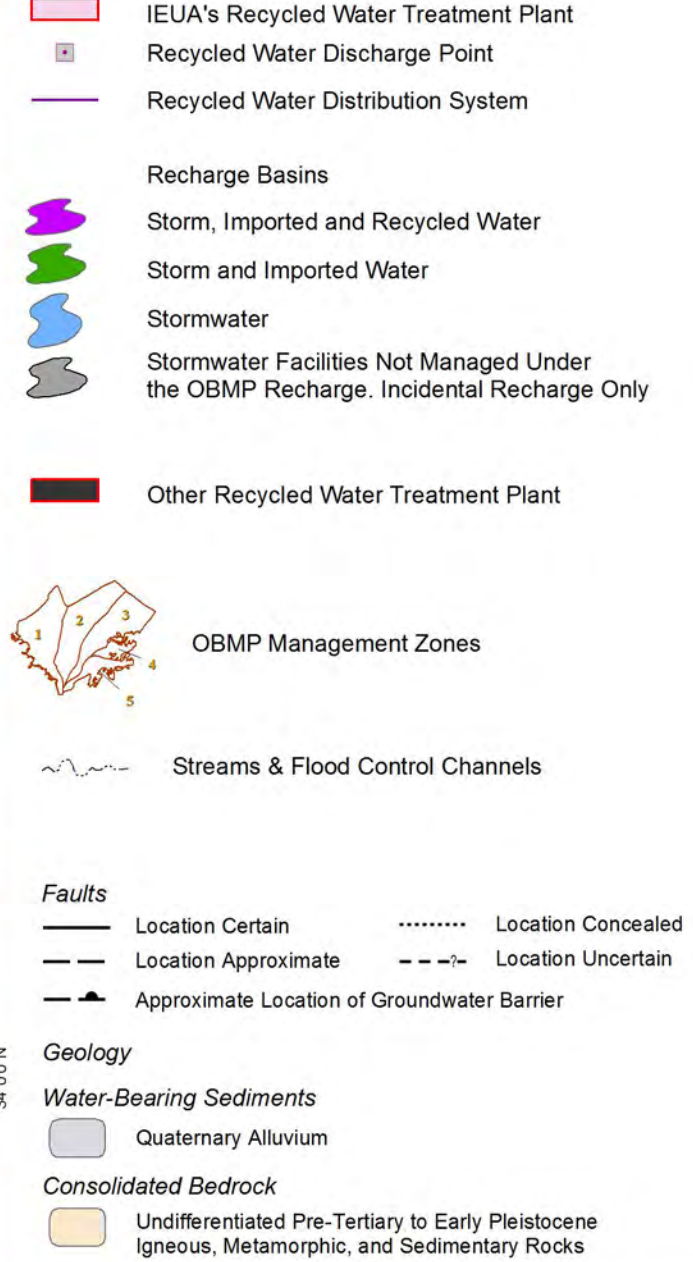 IEUA's Recycled Water Treatment Plant
Recycled Water Discharge Point
Recycled Water Distribution System
Recharge Basins
Storm, Imported and Recycled Water
Storm and Imported Water
Stormwater
Stormwater Facilities Not Managed Under
the OBMP Recharge. Incidental Recharge Only
Other Recycled Water Treatment Plant
1
2
3
4
5
OBMP Management Zones
Streams & Flood Control Channels
Faults
Location Certain
Location Concealed
Location Approximate
?
Location Uncertain
Approximate Location of Groundwater Barrier
Geology
Water-Bearing Sediments
Quaternary Alluvium
Consolidated Bedrock
Undifferentiated Pre-Tertiary to Early Pleistocene
Igneous, Metamorphic, and Sedimentary Rocks